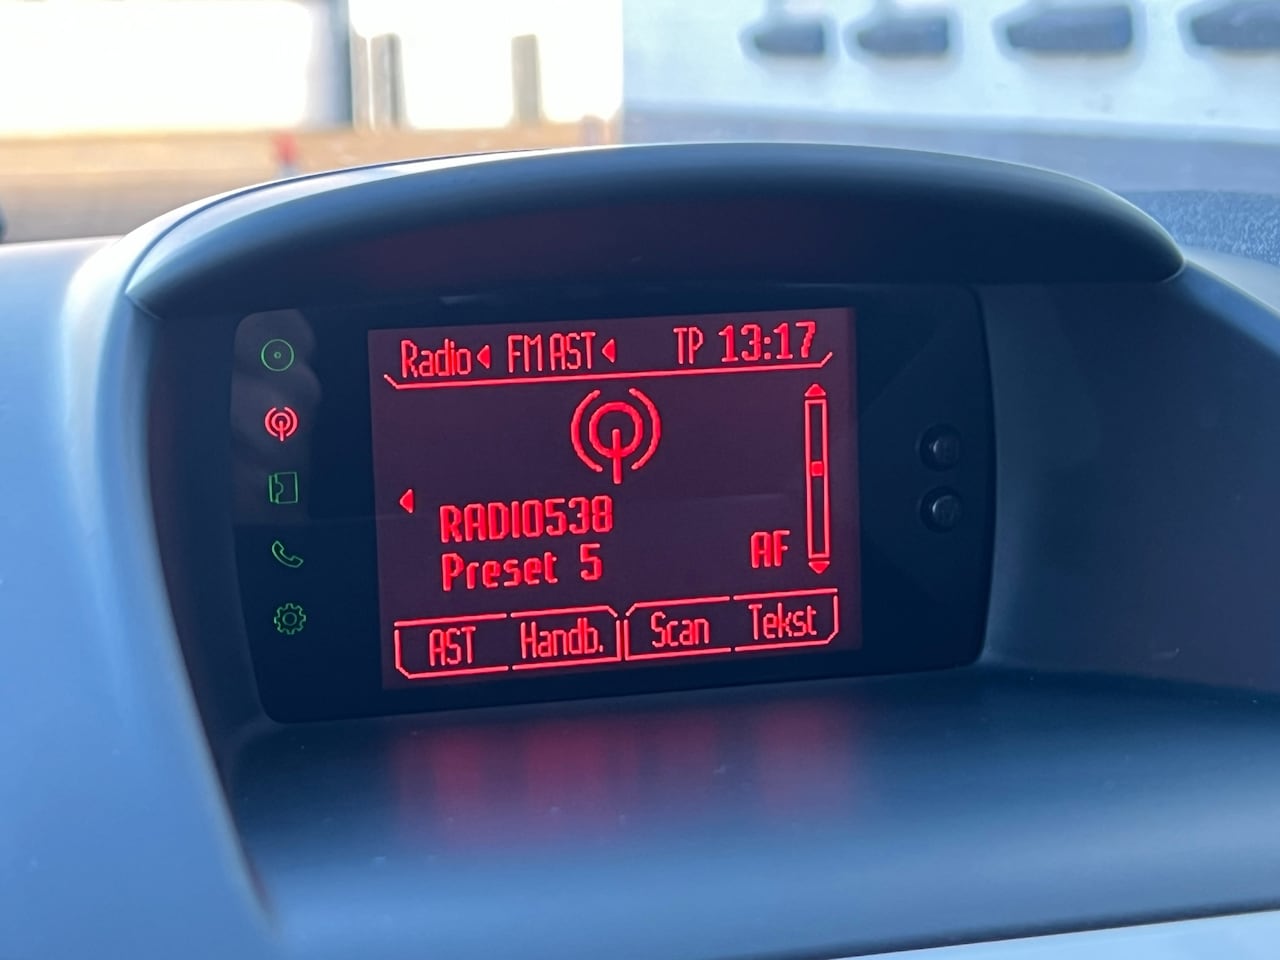 Radio FM AST TP 13:17
RADIO538
Preset 5 AF
AST Handb. Scan Tekst